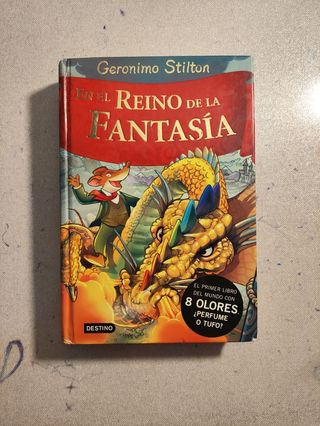 Geronimo Stilton
EN EL REINO DE LA
FANTASÍA
EL PRIMER LIBRO
DEL MUNDO CON
8 OLORES.
¿PERFUME
O TUFO?
DESTINO